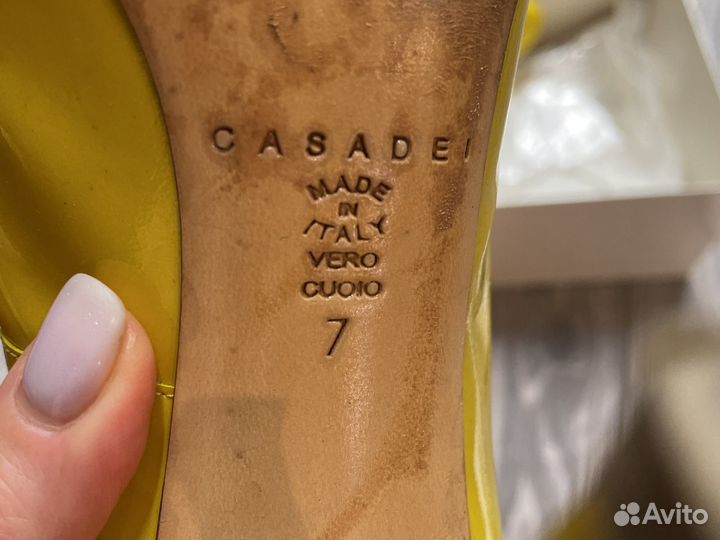 CASADEI
MADE
IN
ITALY
VERO
CUOIO
7
Avito